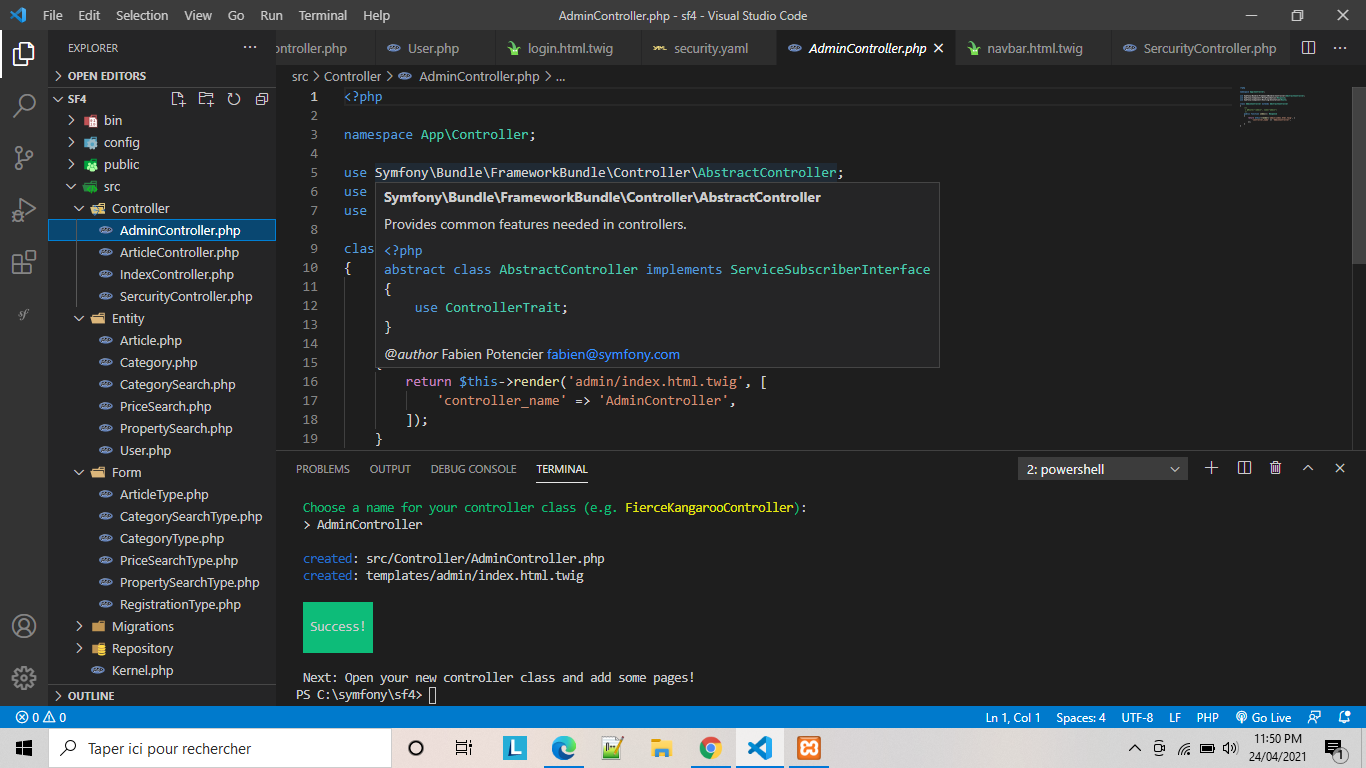 File Edit Selection View Go Run Terminal Help AdminController.php - sf4 - Visual Studio Code
EXPLORER
OPEN EDITORS
SF4
bin
config
public
src
Controller
AdminController.php
ArticleController.php
IndexController.php
SercurityController.php
Entity
Article.php
Category.php
CategorySearch.php
PriceSearch.php
PropertySearch.php
User.php
Form
ArticleType.php
CategorySearchType.php
CategoryType.php
PriceSearchType.php
PropertySearchType.php
RegistrationType.php
Migrations
Repository
Kernel.php
OUTLINE
ontroller.php User.php login.html.twig security.yaml AdminController.php navbar.html.twig SercurityController.php
src > Controller > AdminController.php > ...
1 <?php
2
3 namespace App\Controller;
4
5 use Symfony\Bundle\FrameworkBundle\Controller\AbstractController;
6 use
7 use
8
9 clas
10 {
11
12
13
14
15
16 return $this->render('admin/index.html.twig', [
17 'controller_name' => 'AdminController',
18 ]);
19 }
Symfony\Bundle\FrameworkBundle\Controller\AbstractController
Provides common features needed in controllers.
<?php
abstract class AbstractController implements ServiceSubscriberInterface
{
use ControllerTrait;
}
@author Fabien Potencier fabien@symfony.com
PROBLEMS OUTPUT DEBUG CONSOLE TERMINAL 2: powershell
Choose a name for your controller class (e.g. FierceKangarooController):
> AdminController
created: src/Controller/AdminController.php
created: templates/admin/index.html.twig
Success!
Next: Open your new controller class and add some pages!
PS C:\symfony\sf4>
0 0 Ln 1, Col 1 Spaces: 4 UTF-8 LF PHP Go Live
Taper ici pour rechercher
L
11:50 PM
24/04/2021
1